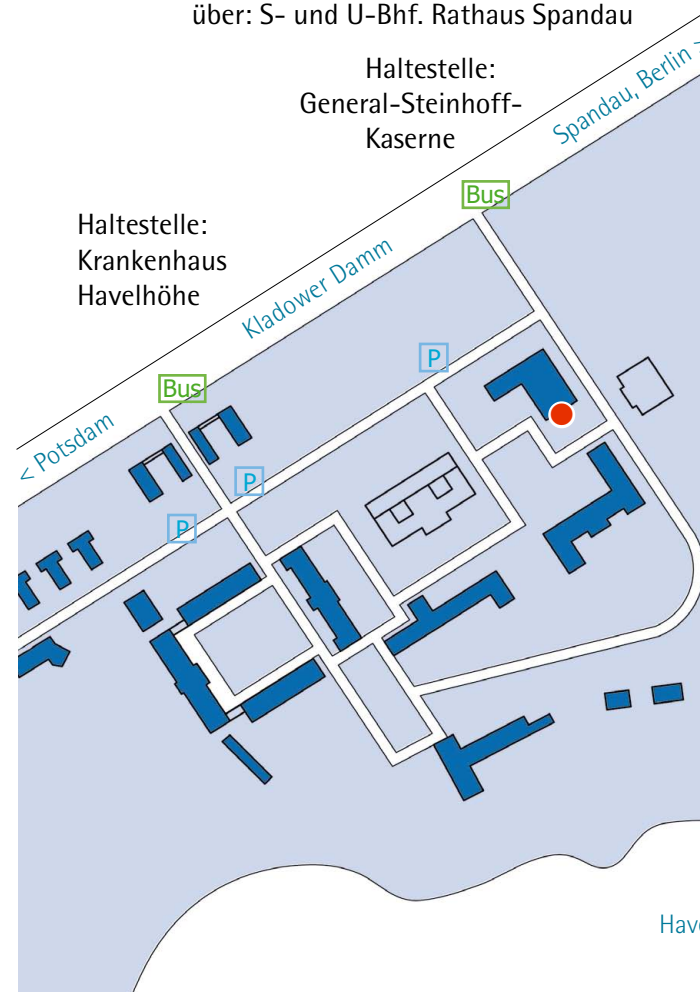 über: S- und U-Bhf. Rathaus Spandau
Haltestelle:
General-Steinhoff-
Kaserne
Spandau, Berlin >
Bus
Haltestelle:
Krankenhaus
Havelhöhe
Kladower Damm
P
Bus
< Potsdam
P
P